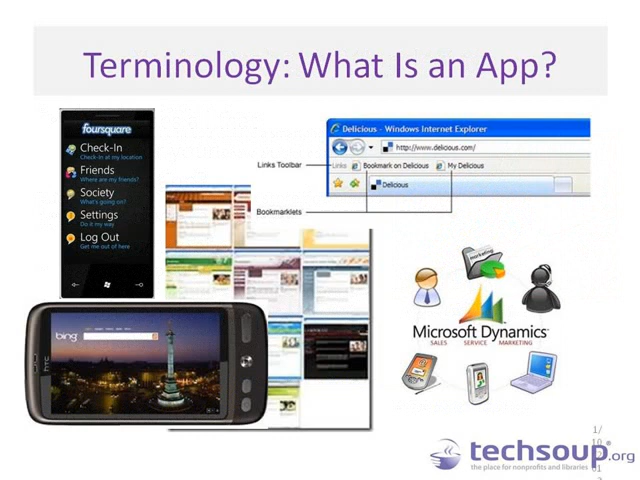 Terminology: What Is an App?
foursquare
Check-In
Check-in at my location
Friends
Where are my friends?
Society
What's going on?
Settings
Do it my way
Log Out
Get me out of here
Delicious - Windows Internet Explorer
http://www.delicious.com/
Links Toolbar
Links
Bookmark on Delicious
My Delicious
Delicious
Bookmarklets
bing
hTC
marketing
Microsoft Dynamics
SALES SERVICE MARKETING
1/
10
techsoup.org
the place for nonprofits and libraries